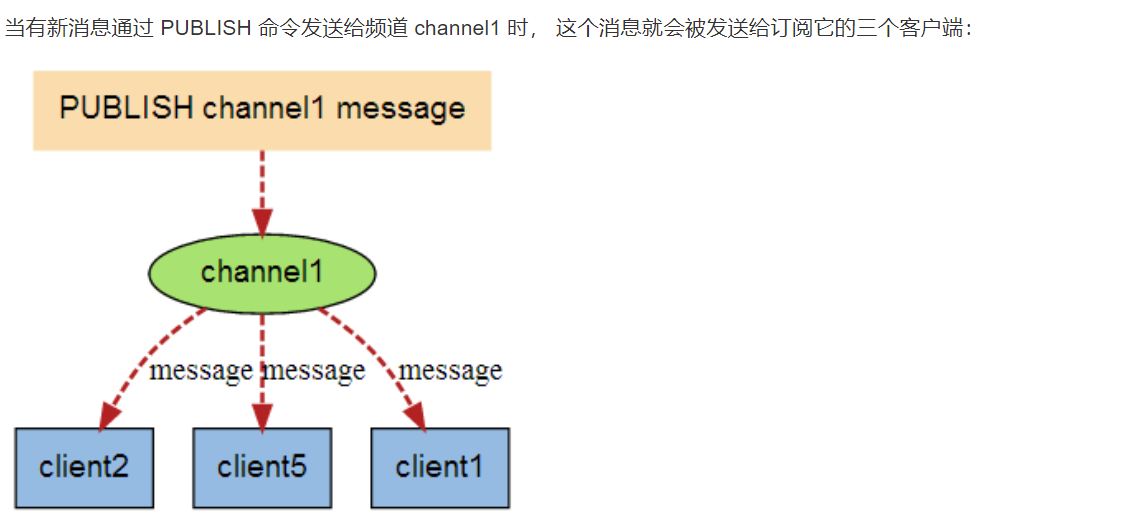 当有新消息通过 PUBLISH 命令发送给频道 channel1 时， 这个消息就会被发送给订阅它的三个客户端：
PUBLISH channel1 message
channel1
message message message
client2 client5 client1